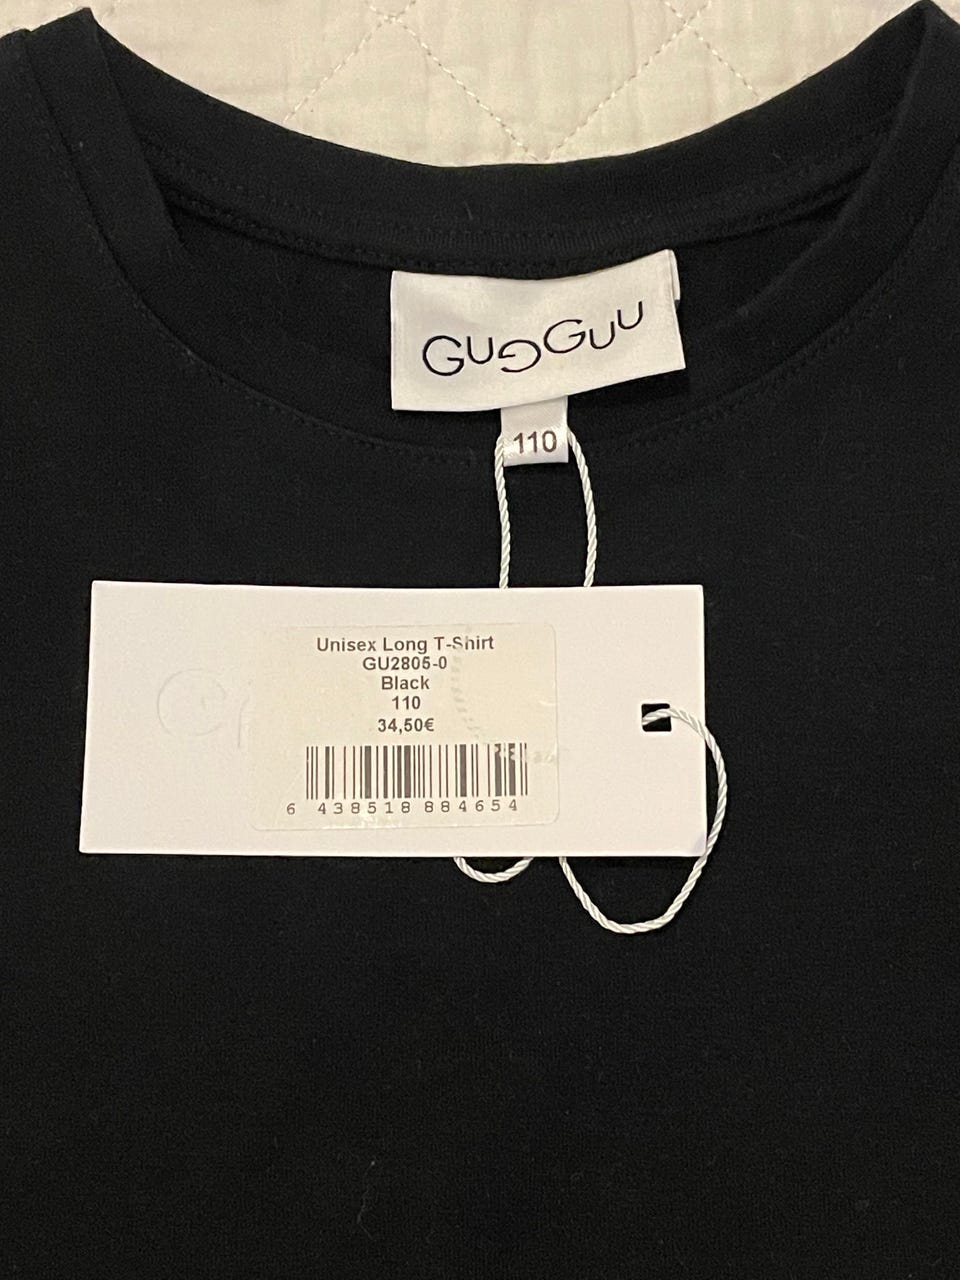 GUGGUU
110
Unisex Long T-Shirt
GU2805-0
Black
110
34,50€
6 438518 884654